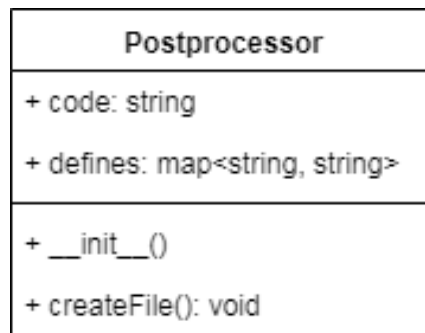 Postprocessor
+ code: string
+ defines: map<string, string>
+ __init__()
+ createFile(): void